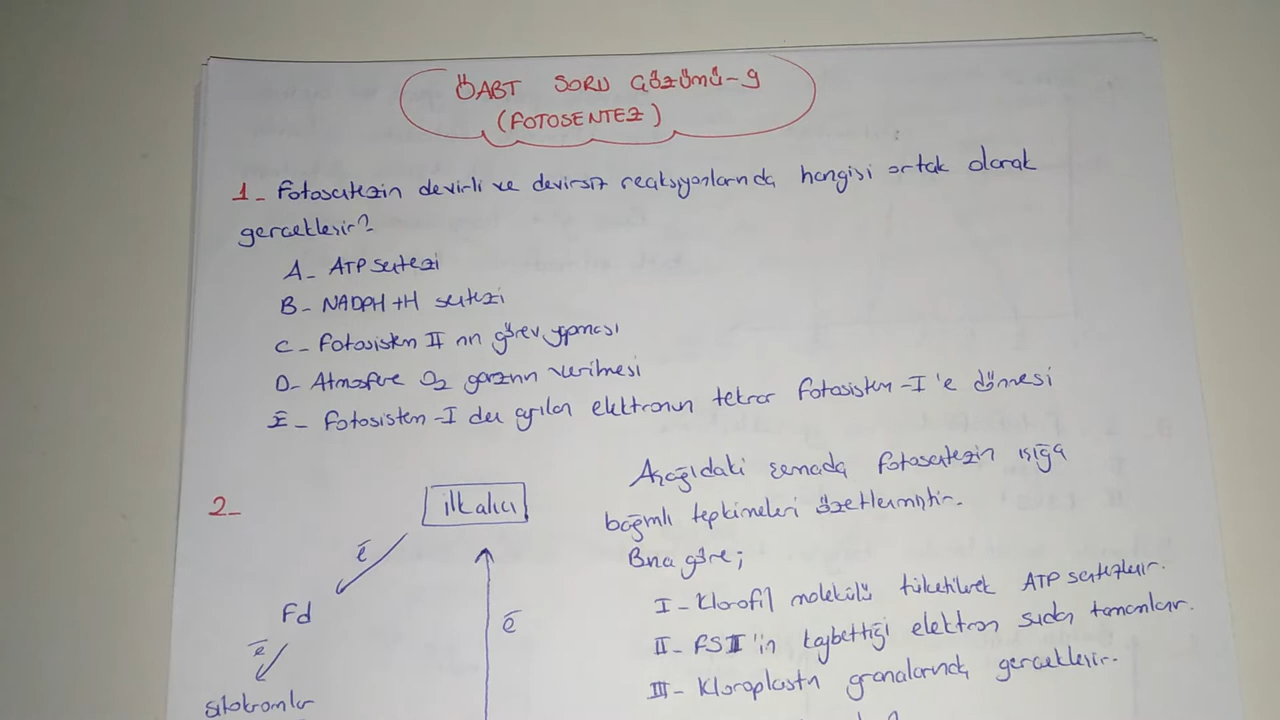 ÖABT SORU ÇÖZÜMÜ-9
(FOTOSENTEZ)
1- Fotosentezin devirli ve devirsiz reaksiyonlarında hangisi ortak olarak
gerçekleşir?
A- ATP sentezi
B- NADPH+H sentezi
C- Fotosistem II nin görev yapması
D- Atmosfere O2 gazının verilmesi
E- Fotosistem-I den ayrılan elektronun tekrar Fotosistem-I'e dönmesi
2-
ilk alıcı
ē
Fd
ē
sitokromlar
ē
Aşağıdaki şemada fotosentezin ışığa
bağımlı tepkimeleri özetlenmiştir.
Buna göre;
I- Klorofil molekülü tüketilerek ATP sentezlenir.
II- FSII'in kaybettiği elektron sudan tamamlanır.
III- Kloroplastın granalarında gerçekleşir.